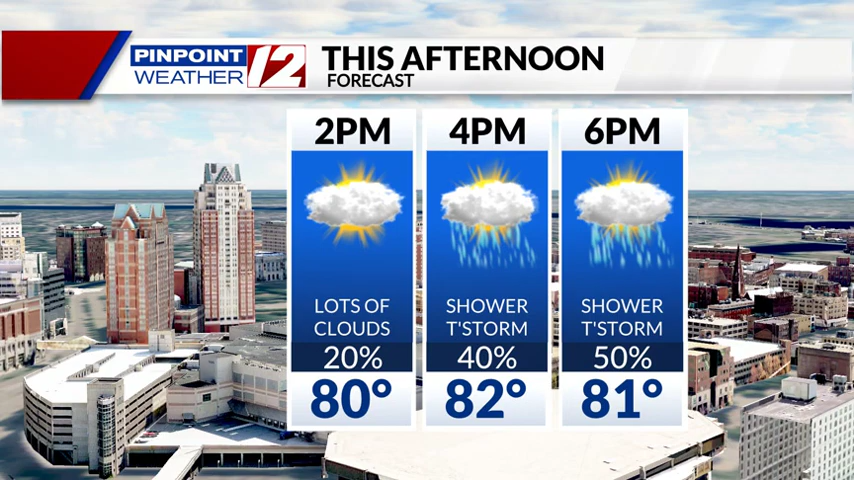 PINPOINT
WEATHER 12
THIS AFTERNOON
FORECAST
2PM
LOTS OF
CLOUDS
20%
80°
4PM
SHOWER
T'STORM
40%
82°
6PM
SHOWER
T'STORM
50%
81°